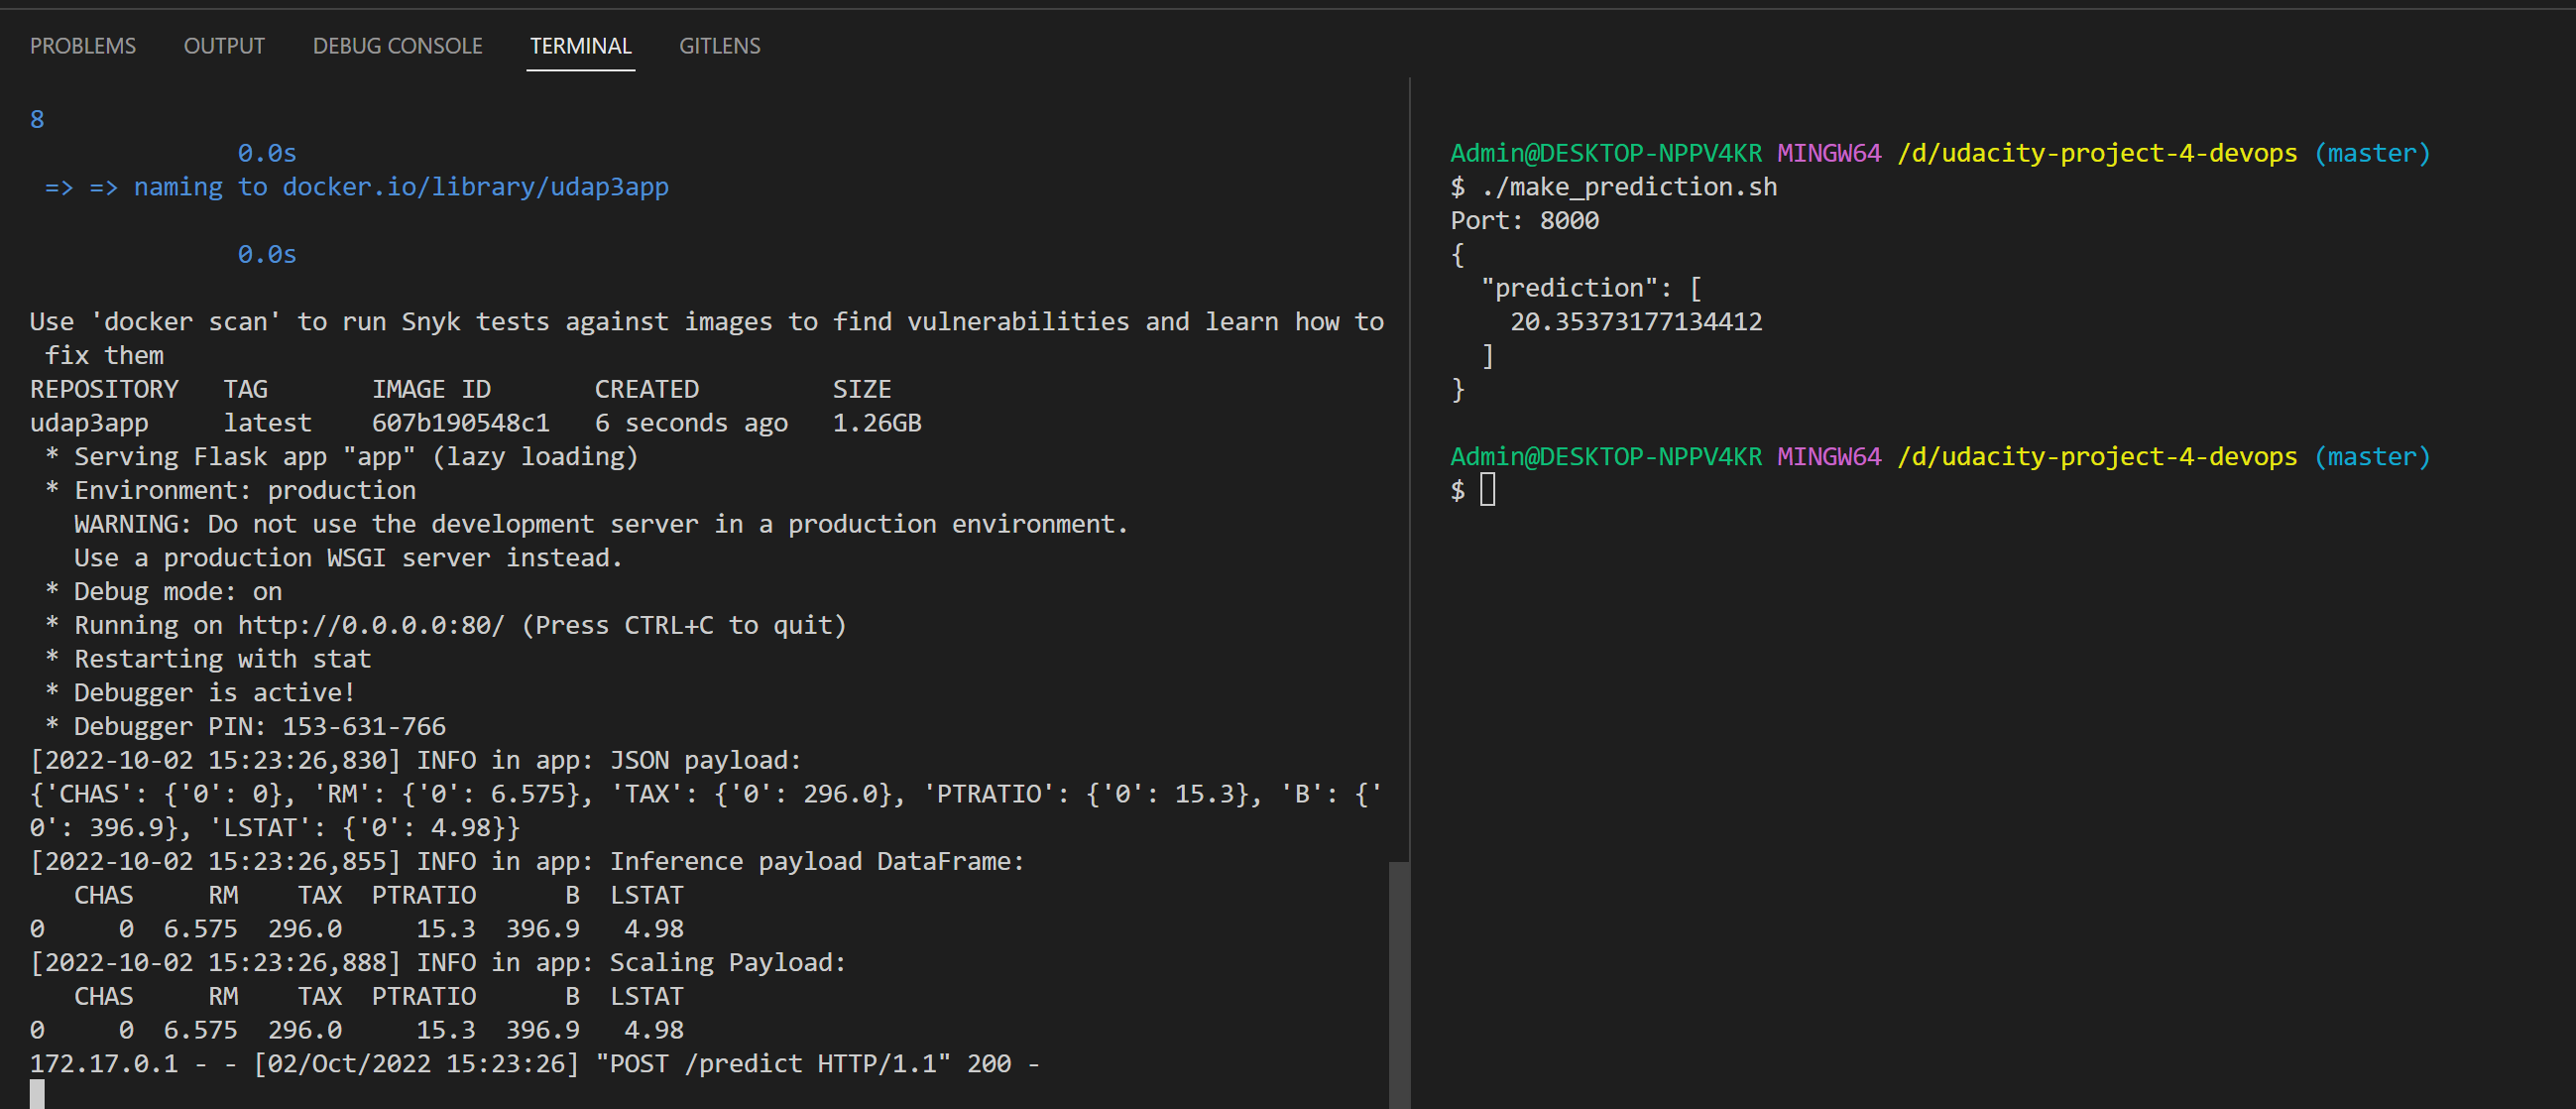 PROBLEMS OUTPUT DEBUG CONSOLE TERMINAL GITLENS
8
0.0s
=> => naming to docker.io/library/udap3app
0.0s
Use 'docker scan' to run Snyk tests against images to find vulnerabilities and learn how to
fix them
REPOSITORY TAG IMAGE ID CREATED SIZE
udap3app latest 607b190548c1 6 seconds ago 1.26GB
* Serving Flask app "app" (lazy loading)
* Environment: production
WARNING: Do not use the development server in a production environment.
Use a production WSGI server instead.
* Debug mode: on
* Running on http://0.0.0.0:80/ (Press CTRL+C to quit)
* Restarting with stat
* Debugger is active!
* Debugger PIN: 153-631-766
[2022-10-02 15:23:26,830] INFO in app: JSON payload:
{'CHAS': {'0': 0}, 'RM': {'0': 6.575}, 'TAX': {'0': 296.0}, 'PTRATIO': {'0': 15.3}, 'B': {'
0': 396.9}, 'LSTAT': {'0': 4.98}}
[2022-10-02 15:23:26,855] INFO in app: Inference payload DataFrame:
CHAS RM TAX PTRATIO B LSTAT
0 0 6.575 296.0 15.3 396.9 4.98
[2022-10-02 15:23:26,888] INFO in app: Scaling Payload:
CHAS RM TAX PTRATIO B LSTAT
0 0 6.575 296.0 15.3 396.9 4.98
172.17.0.1 - - [02/Oct/2022 15:23:26] "POST /predict HTTP/1.1" 200 -
Admin@DESKTOP-NPPV4KR MINGW64 /d/udacity-project-4-devops (master)
$ ./make_prediction.sh
Port: 8000
{
"prediction": [
20.35373177134412
]
}
Admin@DESKTOP-NPPV4KR MINGW64 /d/udacity-project-4-devops (master)
$